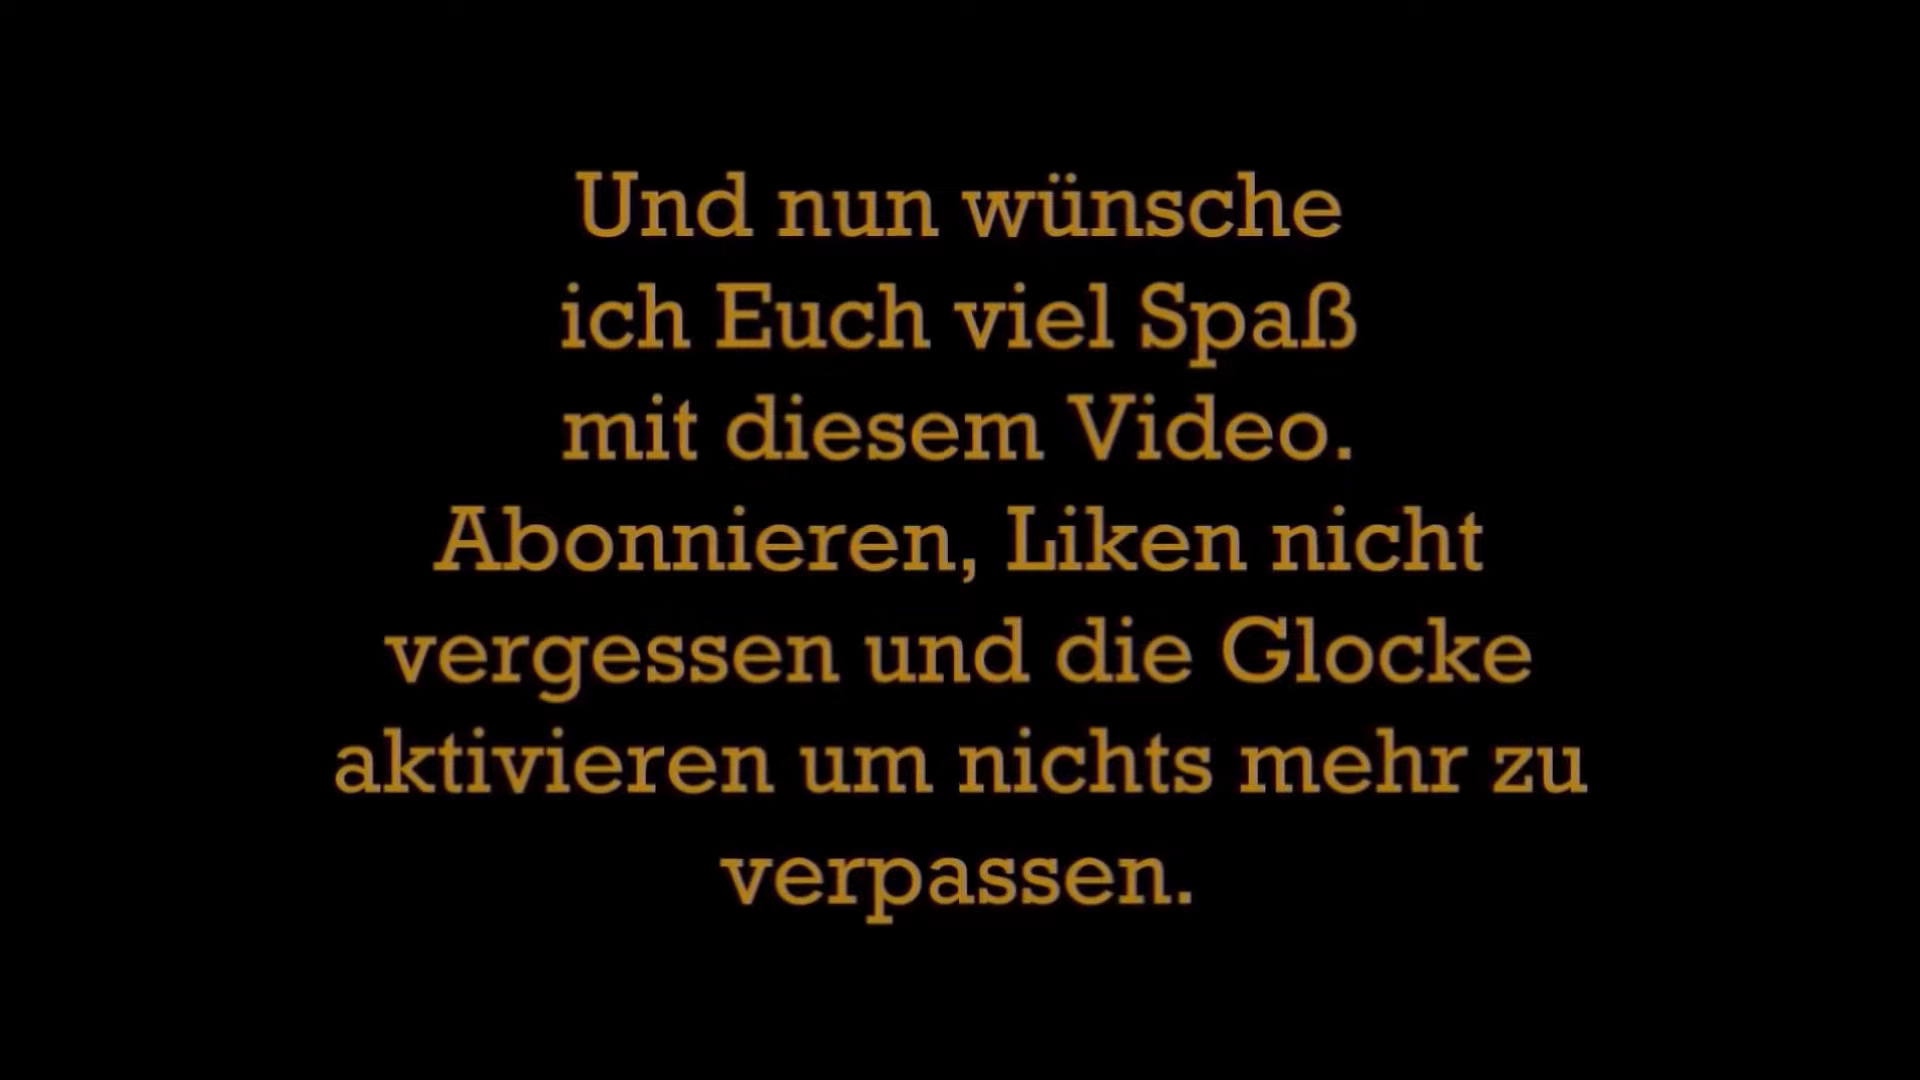 Und nun wünsche
ich Euch viel Spaß
mit diesem Video.
Abonnieren, Liken nicht
vergessen und die Glocke
aktivieren um nichts mehr zu
verpassen.